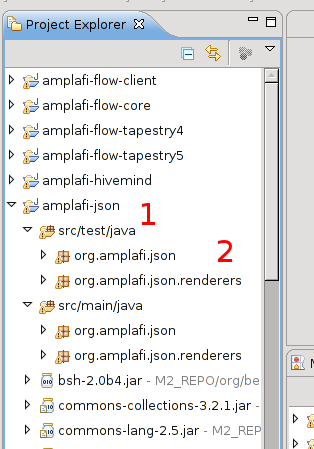 Project Explorer
amplafi-flow-client
amplafi-flow-core
amplafi-flow-tapestry4
amplafi-flow-tapestry5
amplafi-hivemind
amplafi-json
1
src/test/java
org.amplafi.json
2
org.amplafi.json.renderers
src/main/java
org.amplafi.json
org.amplafi.json.renderers
bsh-2.0b4.jar - M2_REPO/org/be
commons-collections-3.2.1.jar -
commons-lang-2.5.jar - M2_REP